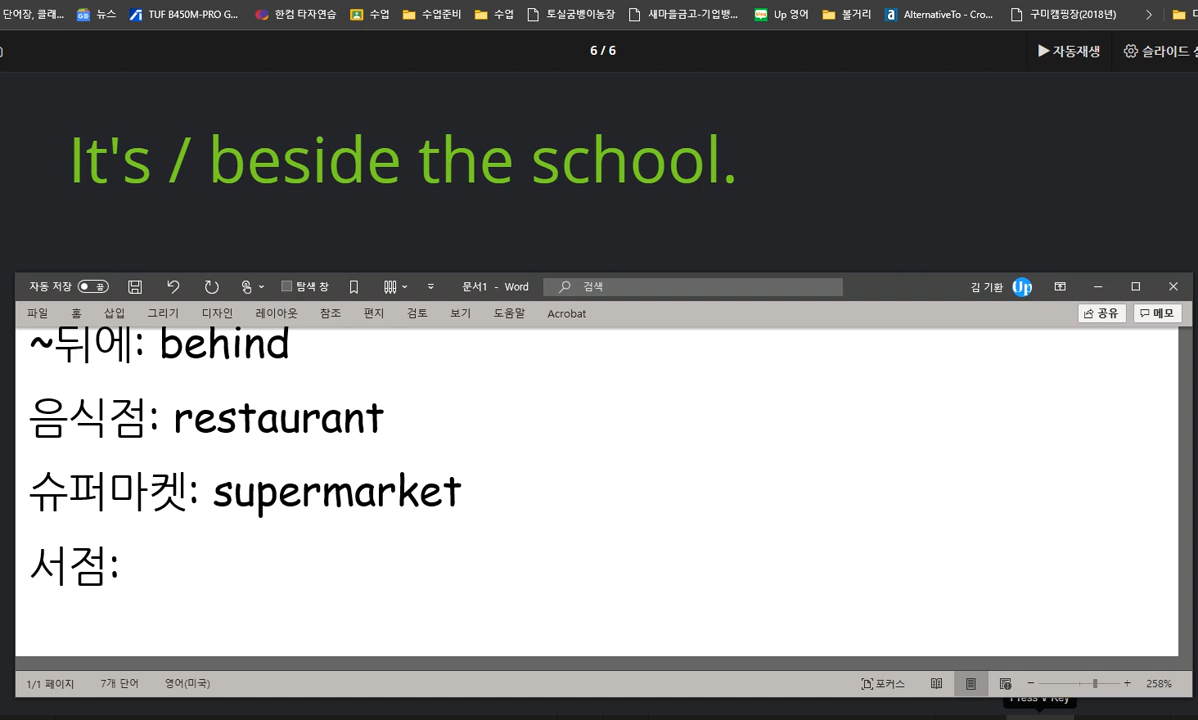 단어장, 클래... 뉴스 TUF B450M-PRO G... 한컴 타자연습 수업 수업준비 수업 토실굼벵이농장 새마을금고-기업뱅... Up 영어 볼거리 AlternativeTo - Cro... 구미캠핑장(2018년)
6 / 6 자동재생 슬라이드
It's / beside the school.
자동 저장 끔 탐색 창 문서1 - Word 검색 김 기환 Up
파일 홈 삽입 그리기 디자인 레이아웃 참조 편지 검토 보기 도움말 Acrobat 공유 메모
~뒤에: behind
음식점: restaurant
슈퍼마켓: supermarket
서점:
1/1 페이지 7개 단어 영어(미국) 포커스 258%
Press V Key